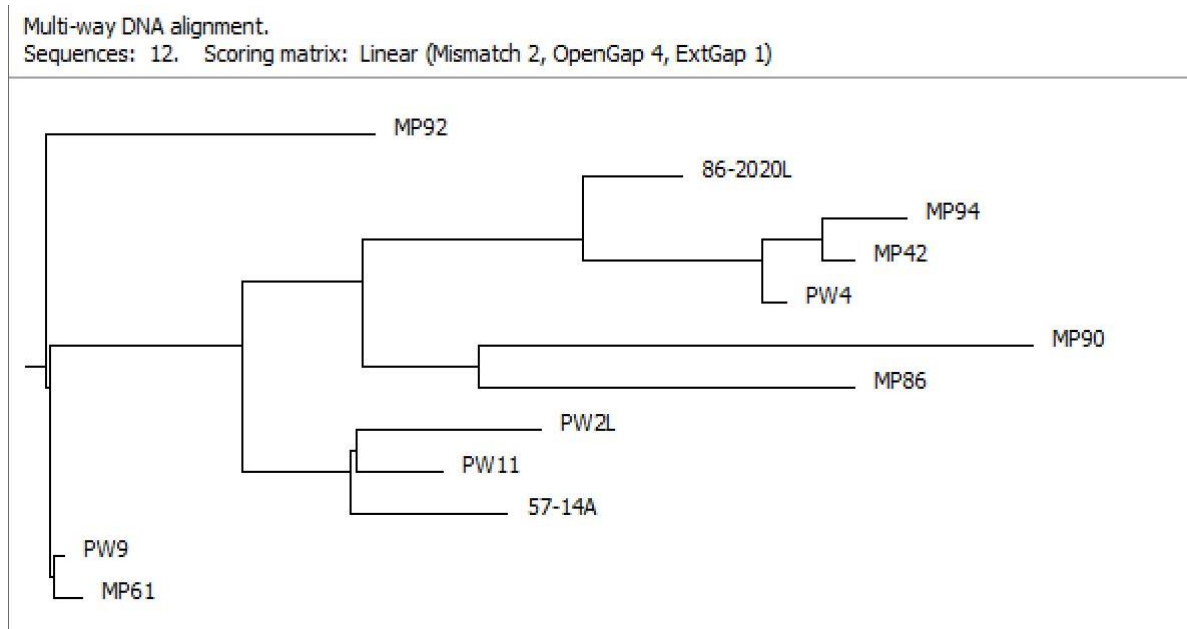 Multi-way DNA alignment.
Sequences: 12. Scoring matrix: Linear (Mismatch 2, OpenGap 4, ExtGap 1)
MP92
86-2020L
MP94
MP42
PW4
MP90
MP86
PW2L
PW11
57-14A
PW9
MP61